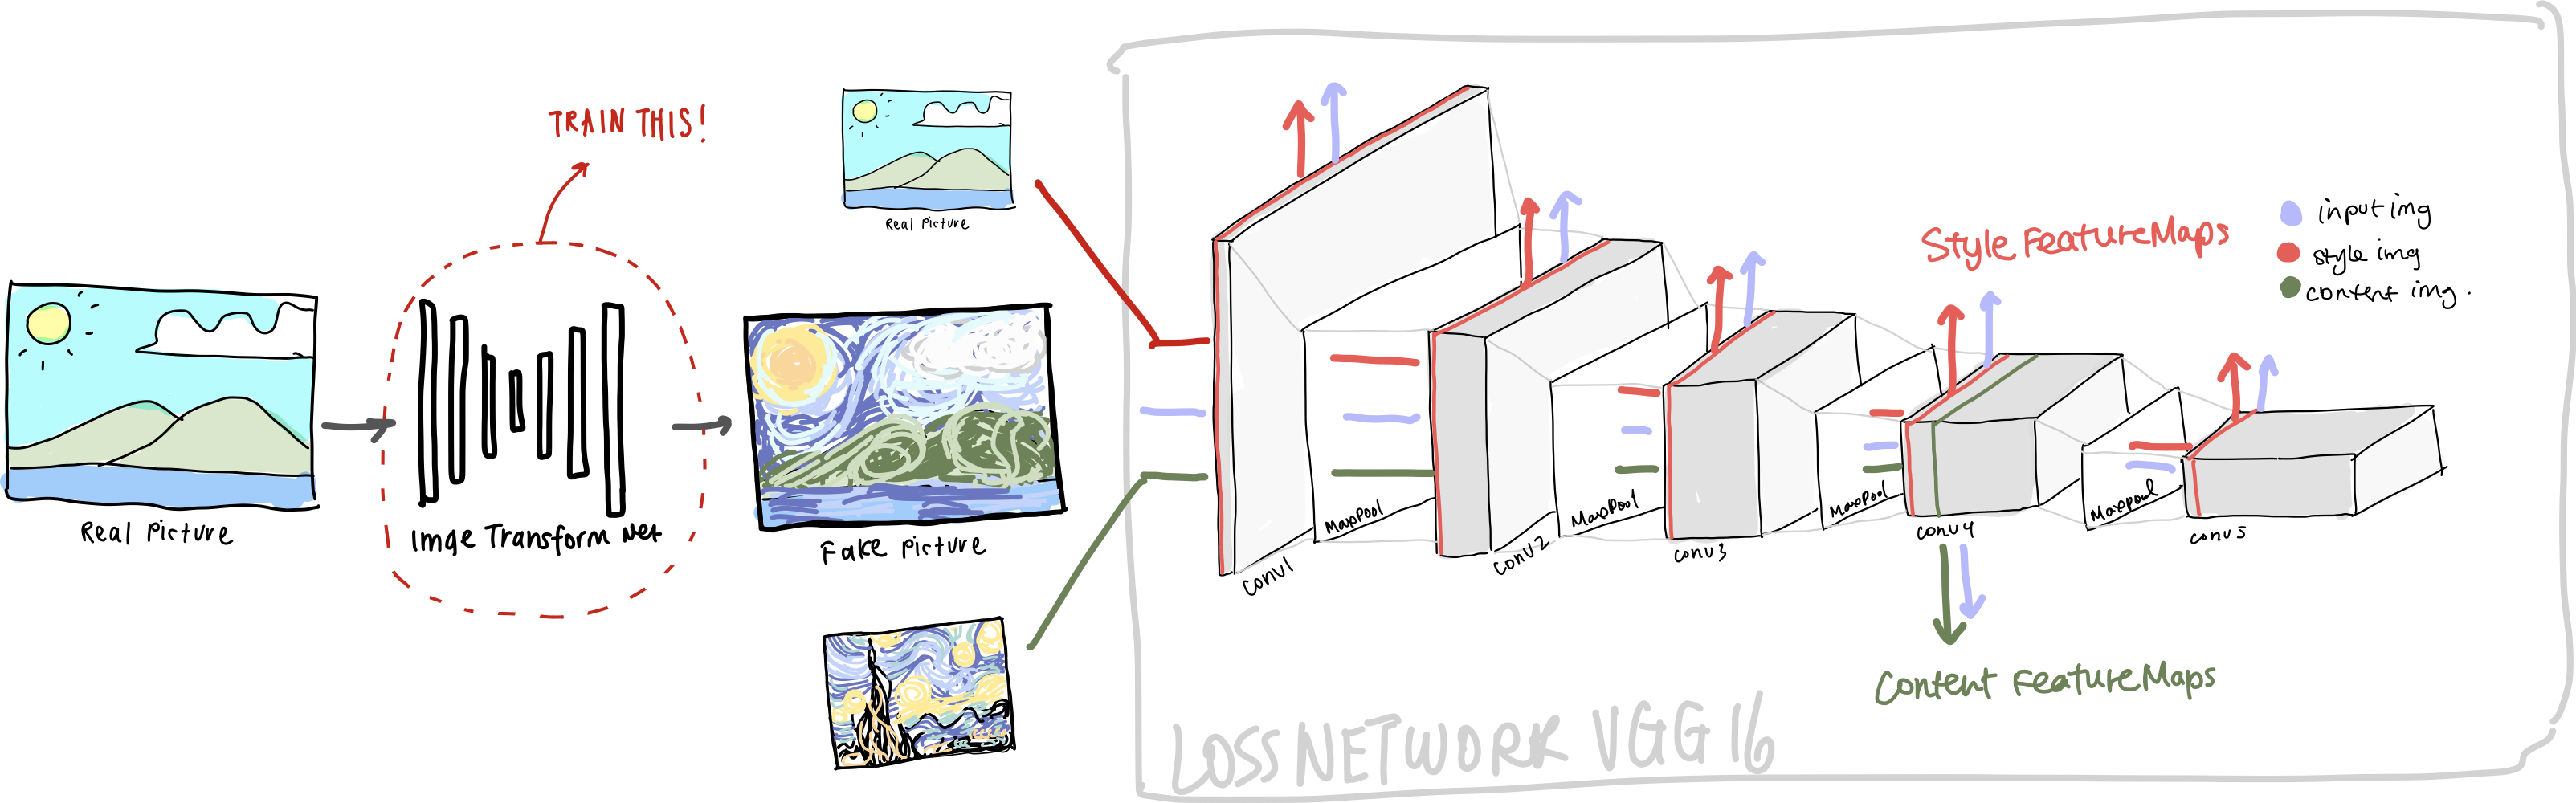 TRAIN THIS!
Real Picture
Real Picture
Imge Transform Net
Fake Picture
Conv1
MaxPool
Conv2
MaxPool
Conv3
MaxPool
Conv4
Maxpool
Conv5
Style FeatureMaps
input img
style img
content img.
Content FeatureMaps
LOSS NETWORK VGG 16